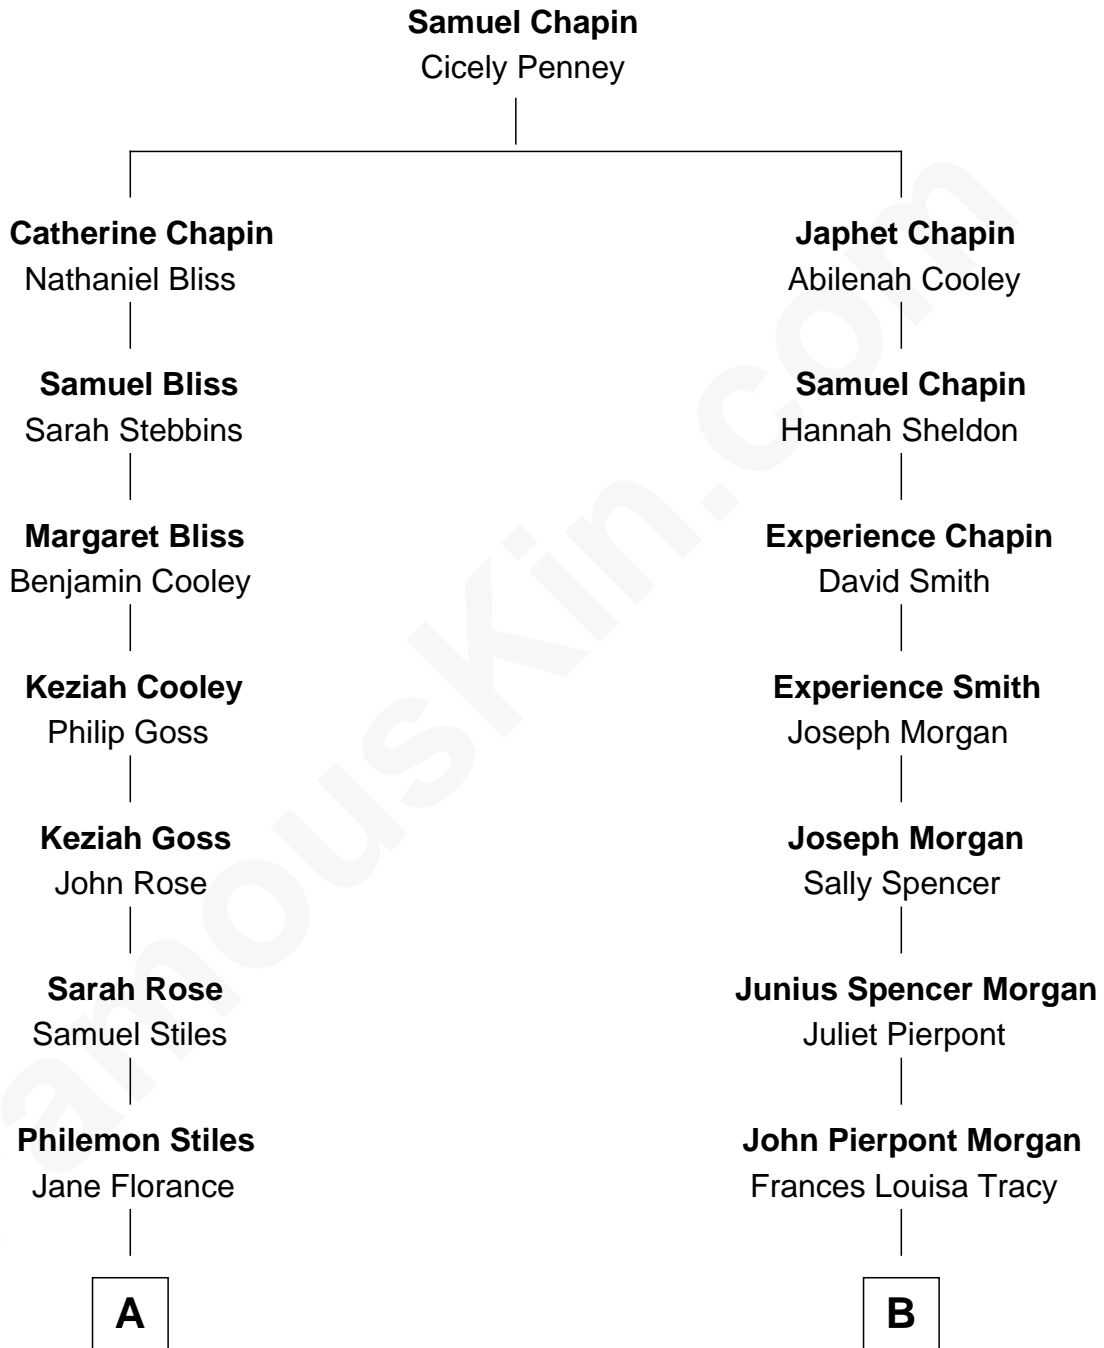 Samuel Chapin
Cicely Penney
Catherine Chapin
Nathaniel Bliss
Japhet Chapin
Abilenah Cooley
Samuel Bliss
Sarah Stebbins
Samuel Chapin
Hannah Sheldon
Margaret Bliss
Benjamin Cooley
Experience Chapin
David Smith
Keziah Cooley
Philip Goss
Experience Smith
Joseph Morgan
Keziah Goss
John Rose
Joseph Morgan
Sally Spencer
Sarah Rose
Samuel Stiles
Junius Spencer Morgan
Juliet Pierpont
Philemon Stiles
Jane Florance
John Pierpont Morgan
Frances Louisa Tracy
A
B
amouskin.com